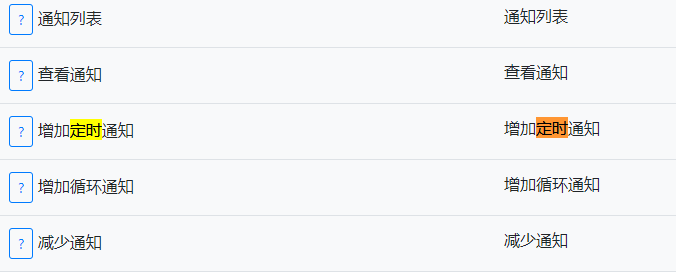 ? 通知列表 通知列表
? 查看通知 查看通知
? 增加定时通知 增加定时通知
? 增加循环通知 增加循环通知
? 减少通知 减少通知